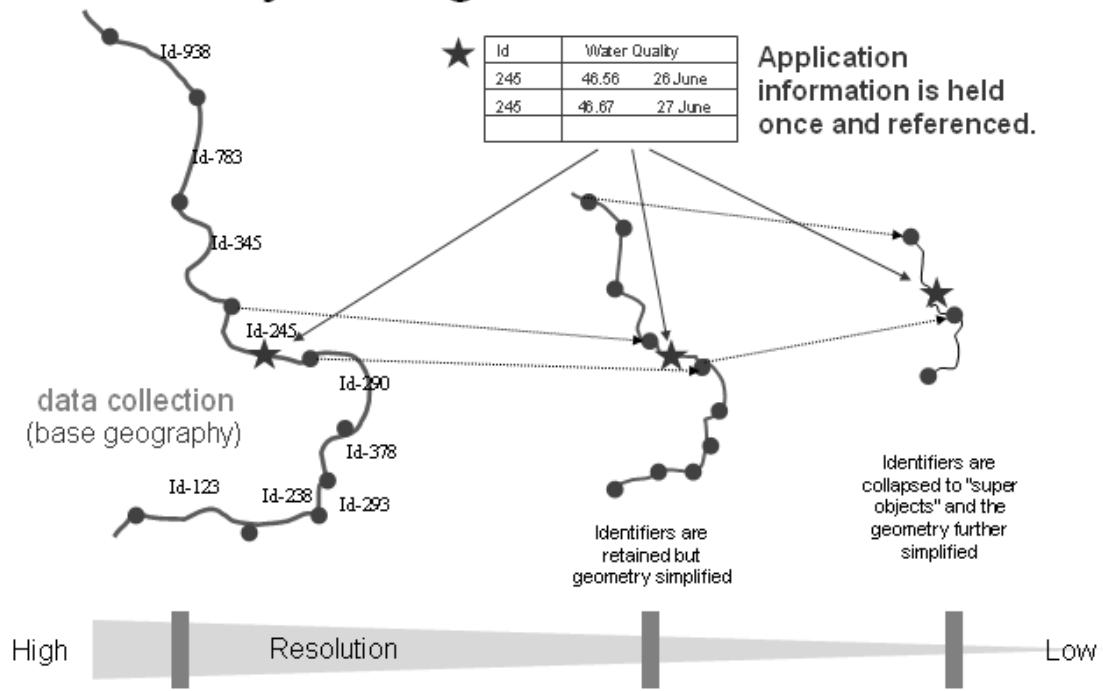 Id-938
Id Water Quality
245 46.56 26 June
245 46.67 27 June
Application
information is held
once and referenced.
Id-783
Id-345
Id-245
Id-290
data collection
(base geography)
Id-378
Id-123
Id-238
Id-293
Identifiers are
retained but
geometry simplified
Identifiers are
collapsed to "super
objects" and the
geometry further
simplified
High
Resolution
Low